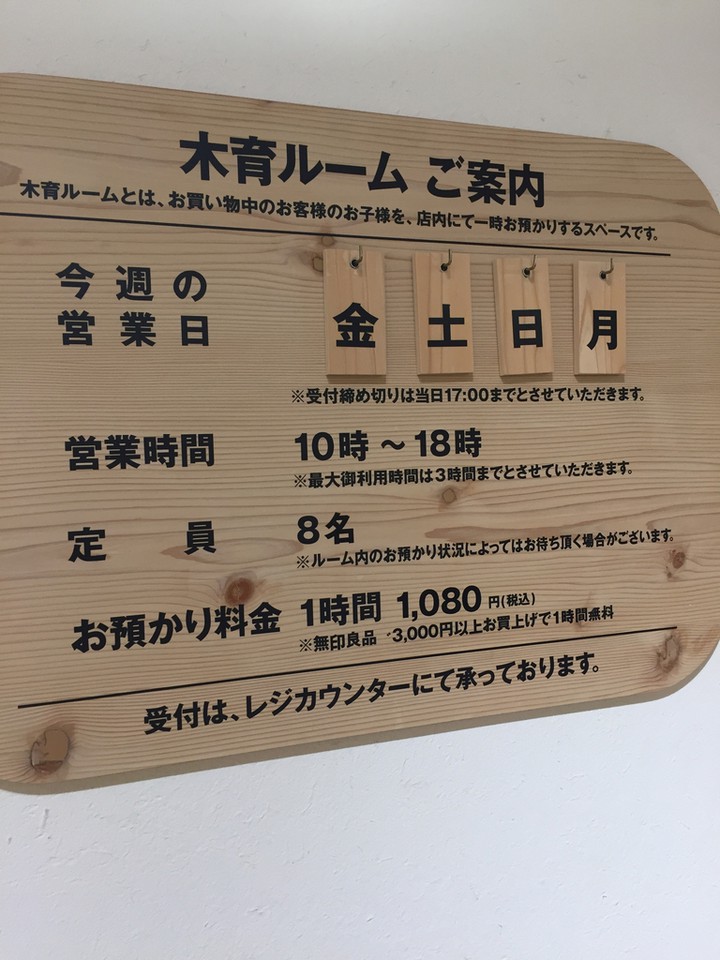 木育ルーム ご案内
木育ルームとは、お買い物中のお客様のお子様を、店内にて一時お預かりするスペースです。
今週の
営業日
金 土 日 月
※受付締め切りは当日17:00までとさせていただきます。
営業時間 10時 ～ 18時
※最大御利用時間は3時間までとさせていただきます。
定員 8名
※ルーム内のお預かり状況によってはお待ち頂く場合がございます。
お預かり料金 1時間 1,080 円(税込)
※無印良品 3,000円以上お買上げで1時間無料
受付は、レジカウンターにて承っております。